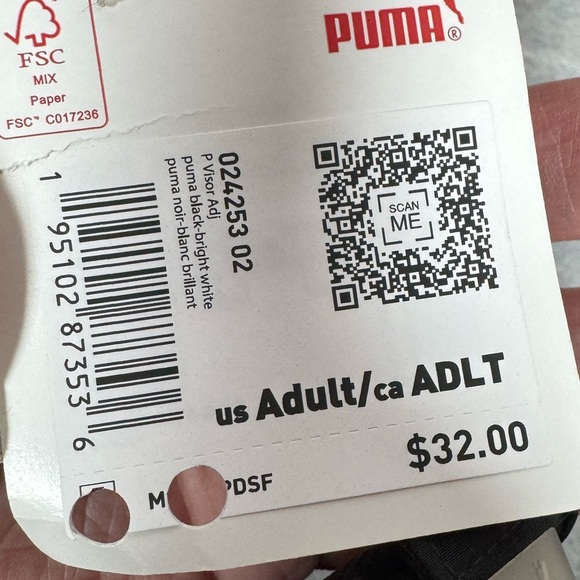 FSC
MIX
Paper
FSC™ C017236
PUMA®
024253 02
P Visor Adj
puma black-bright white
puma noir-blanc brillant
1 95102 87353 6
SCAN
ME
us Adult/ca ADLT
$32.00
PDSF